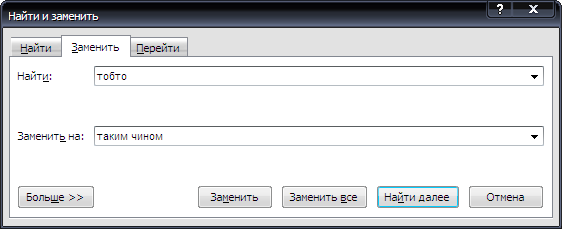 Найти и заменить
Найти Заменить Перейти
Найти: тобто
Заменить на: таким чином
Больше >> Заменить Заменить все Найти далее Отмена